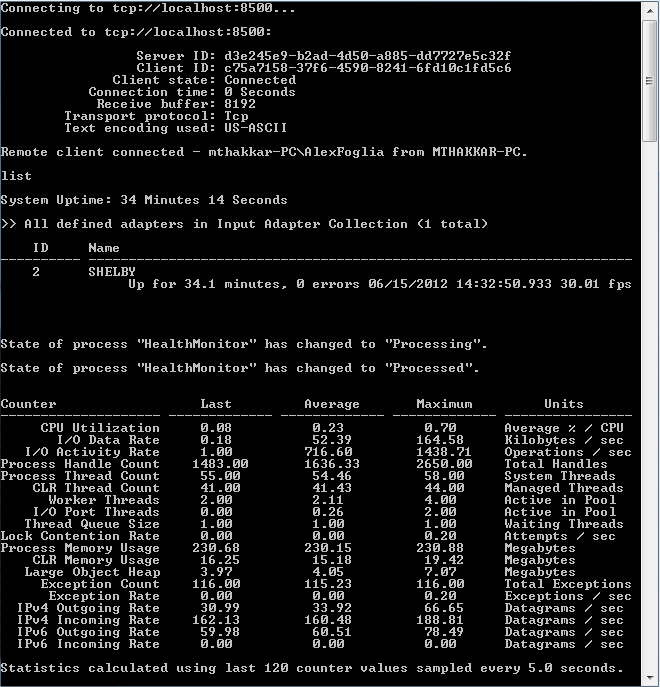 Connecting to tcp://localhost:8500...
Connected to tcp://localhost:8500:
Server ID: d3e245e9-b2ad-4d50-a885-dd7727e5c32f
Client ID: c75a7158-37f6-4590-8241-6fd10c1fd5c6
Client state: Connected
Connection time: 0 Seconds
Receive buffer: 8192
Transport protocol: Tcp
Text encoding used: US-ASCII
Remote client connected - mthakkar-PC\AlexFoglia from MTHAKKAR-PC.
list
System Uptime: 34 Minutes 14 Seconds
>> All defined adapters in Input Adapter Collection (1 total)
ID Name
2 SHELBY
Up for 34.1 minutes, 0 errors 06/15/2012 14:32:50.933 30.01 fps
State of process "HealthMonitor" has changed to "Processing".
State of process "HealthMonitor" has changed to "Processed".
Counter Last Average Maximum Units
CPU Utilization 0.08 0.23 0.70 Average % / CPU
I/O Data Rate 0.18 52.39 164.58 Kilobytes / sec
I/O Activity Rate 1.00 716.60 1438.71 Operations / sec
Process Handle Count 1483.00 1636.33 2650.00 Total Handles
Process Thread Count 55.00 54.46 58.00 System Threads
CLR Thread Count 41.00 41.43 44.00 Managed Threads
Worker Threads 2.00 2.11 4.00 Active in Pool
I/O Port Threads 0.00 0.26 2.00 Active in Pool
Thread Queue Size 1.00 1.00 1.00 Waiting Threads
Lock Contention Rate 0.00 0.00 0.20 Attempts / sec
Process Memory Usage 230.68 230.15 230.88 Megabytes
CLR Memory Usage 16.25 15.18 19.42 Megabytes
Large Object Heap 3.97 4.05 7.07 Megabytes
Exception Count 116.00 115.23 116.00 Total Exceptions
Exception Rate 0.00 0.00 0.20 Exceptions / sec
IPv4 Outgoing Rate 30.99 33.92 66.65 Datagrams / sec
IPv4 Incoming Rate 162.13 160.48 188.81 Datagrams / sec
IPv6 Outgoing Rate 59.98 60.51 78.49 Datagrams / sec
IPv6 Incoming Rate 0.00 0.00 0.00 Datagrams / sec
Statistics calculated using last 120 counter values sampled every 5.0 seconds.